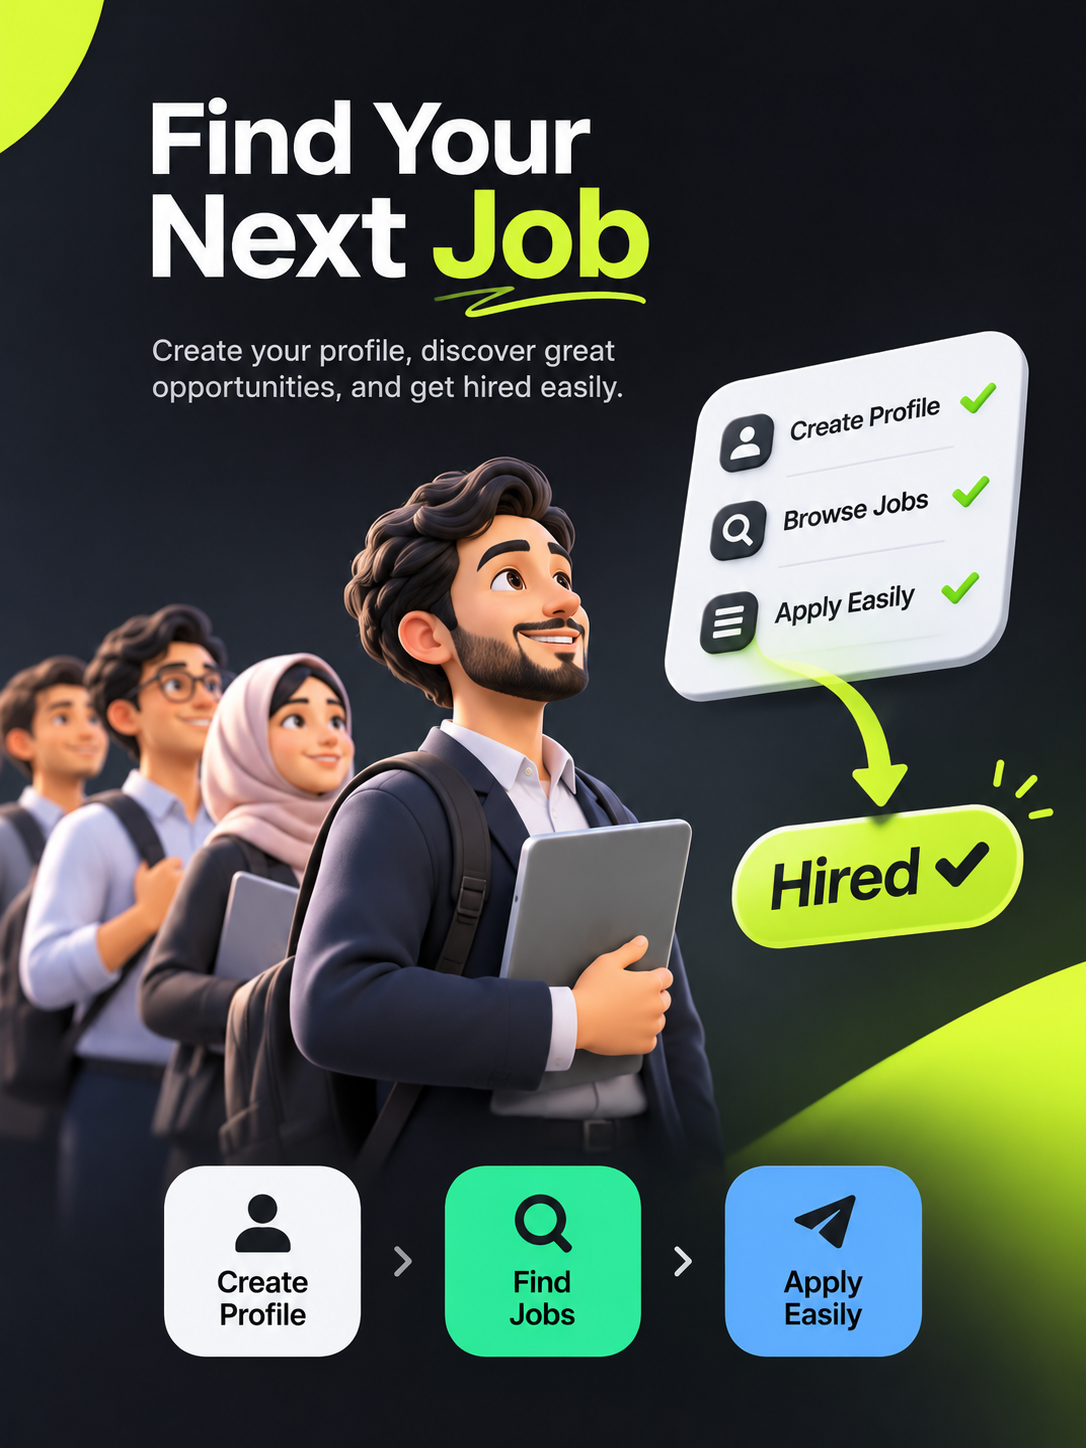 Find Your
Next Job
Create your profile, discover great
opportunities, and get hired easily.
Create Profile
Browse Jobs
Apply Easily
Hired
Create
Profile
Find
Jobs
Apply
Easily